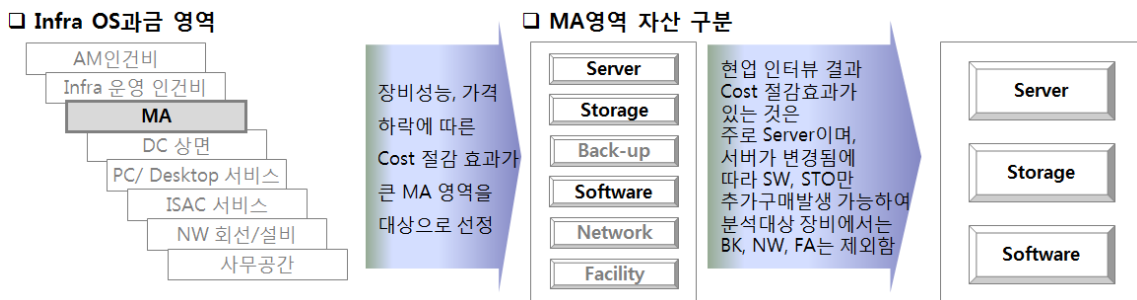 ❑ Infra OS과금 영역
AM인건비
Infra 운영 인건비
MA
DC 상면
PC/ Desktop 서비스
ISAC 서비스
NW 회선/설비
사무공간
장비성능, 가격
하락에 따른
Cost 절감 효과가
큰 MA 영역을
대상으로 선정
❑ MA영역 자산 구분
Server
Storage
Back-up
Software
Network
Facility
현업 인터뷰 결과
Cost 절감효과가
있는 것은
주로 Server이며,
서버가 변경됨에
따라 SW, STO만
추가구매발생 가능하여
분석대상 장비에서는
BK, NW, FA는 제외함
Server
Storage
Software